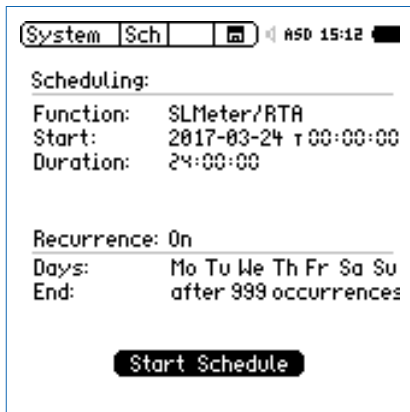 System Sch ASD 15:12
Scheduling:
Function: SLMeter/RTA
Start: 2017-03-24 T 00:00:00
Duration: 24:00:00
Recurrence: On
Days: Mo Tu We Th Fr Sa Su
End: after 999 occurrences
Start Schedule